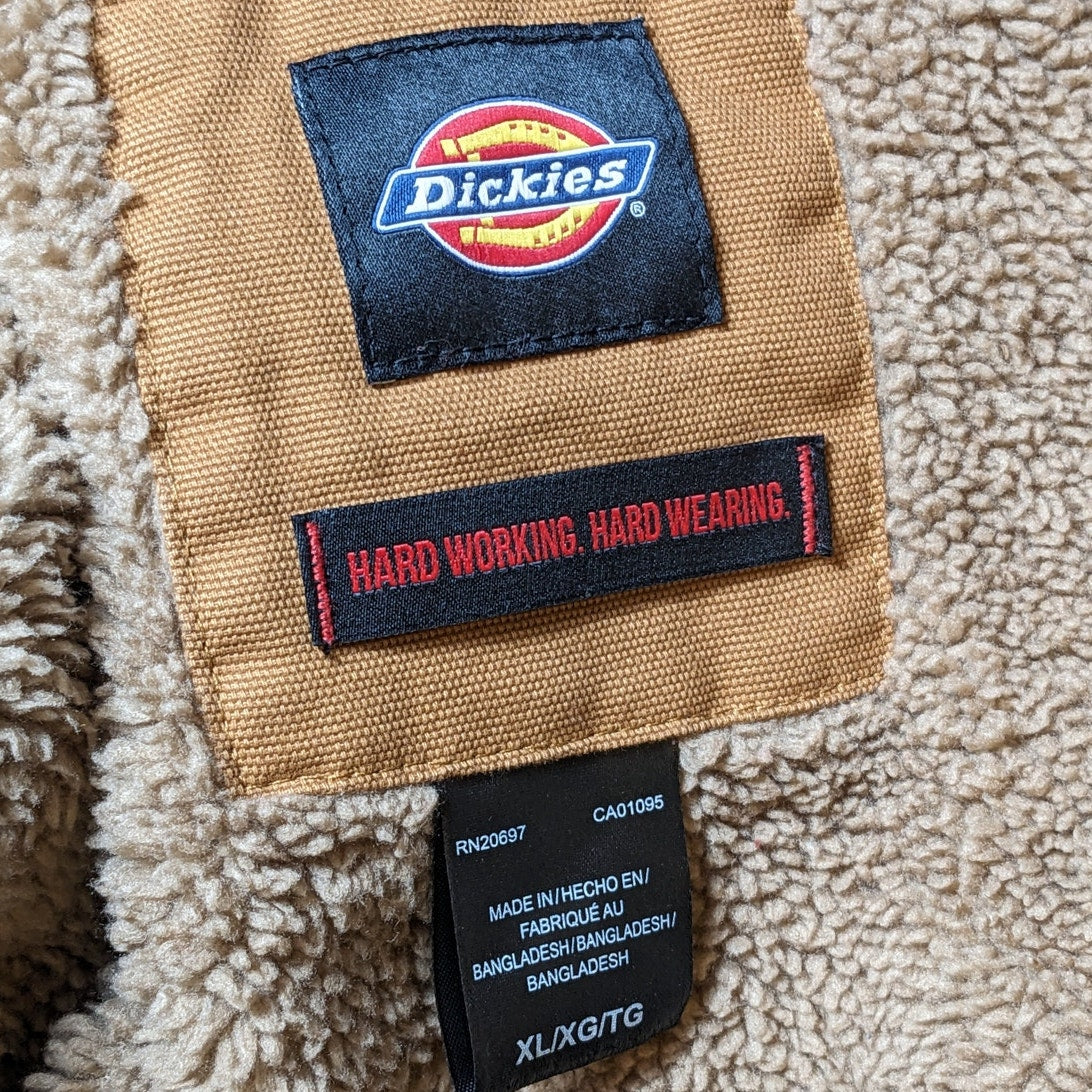 Dickies®
HARD WORKING. HARD WEARING.
RN20697 CA01095
MADE IN/HECHO EN/
FABRIQUÉ AU
BANGLADESH/BANGLADESH/
BANGLADESH
XL/XG/TG